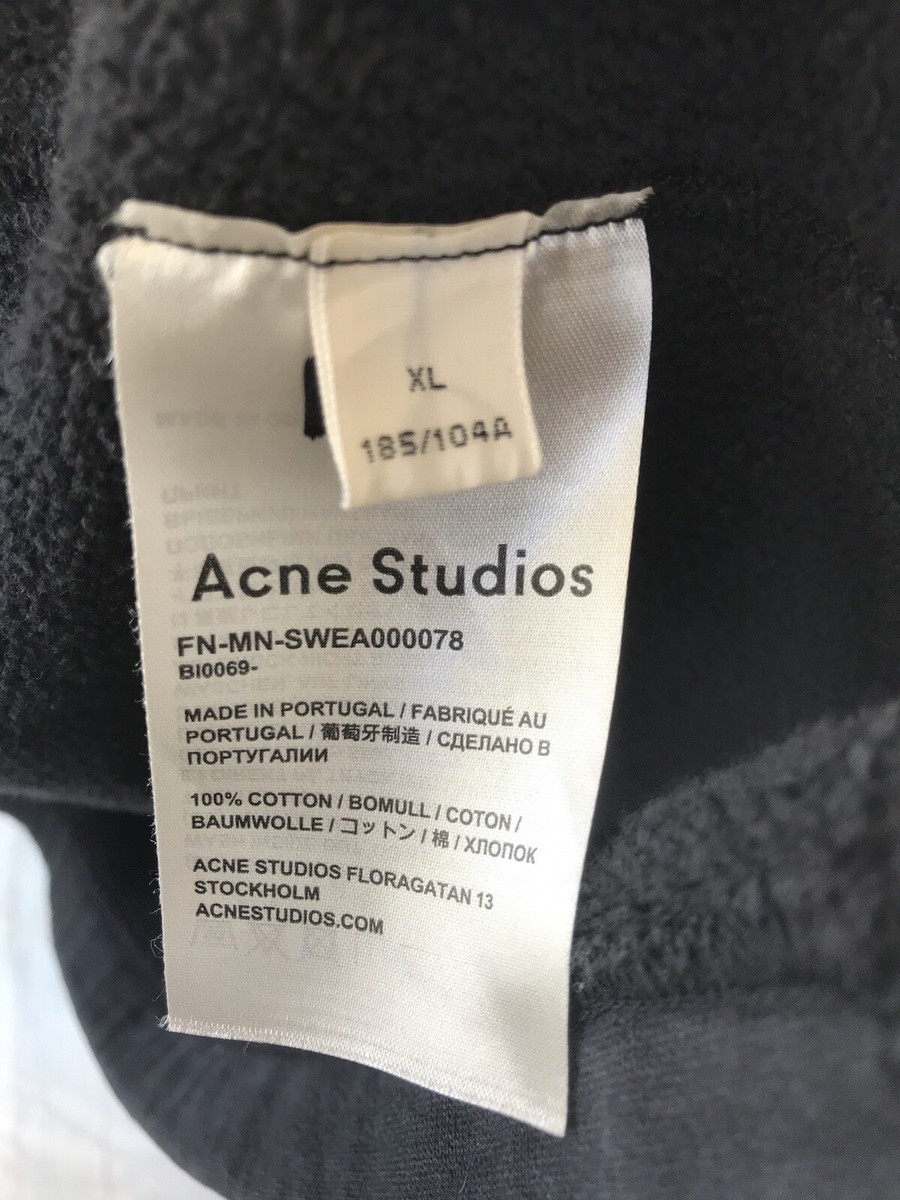 XL
185/104A
Acne Studios
FN-MN-SWEA000078
BI0069-
MADE IN PORTUGAL / FABRIQUÉ AU
PORTUGAL / 葡萄牙制造 / СДЕЛАНО В
ПОРТУГАЛИИ
100% COTTON / BOMULL / COTON /
BAUMWOLLE / コットン / 棉 / ХЛОПОК
ACNE STUDIOS FLORAGATAN 13
STOCKHOLM
ACNESTUDIOS.COM